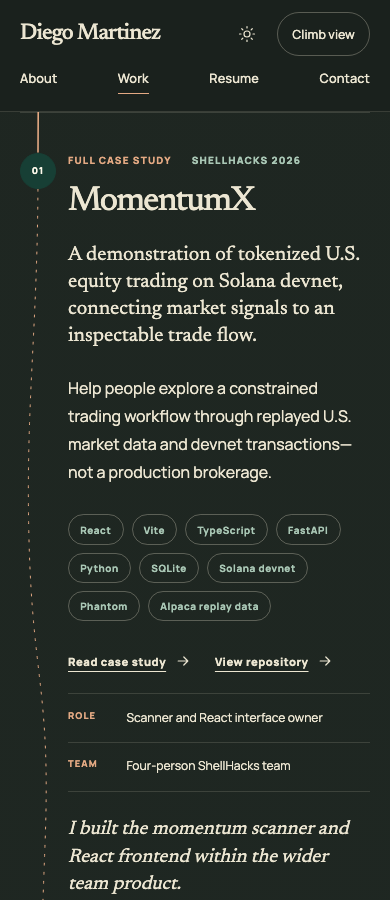 Diego Martinez
Climb view
About Work Resume Contact
01
FULL CASE STUDY SHELLHACKS 2026
MomentumX
A demonstration of tokenized U.S.
equity trading on Solana devnet,
connecting market signals to an
inspectable trade flow.
Help people explore a constrained
trading workflow through replayed U.S.
market data and devnet transactions—
not a production brokerage.
React Vite TypeScript FastAPI
Python SQLite Solana devnet
Phantom Alpaca replay data
Read case study → View repository →
ROLE Scanner and React interface owner
TEAM Four-person ShellHacks team
I built the momentum scanner and
React frontend within the wider
team product.